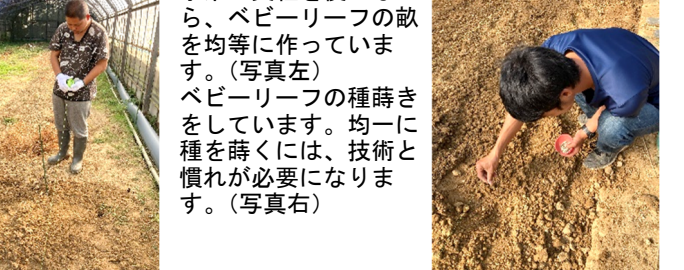 ら、ベビーリーフの畝
を均等に作っていま
す。（写真左）
ベビーリーフの種蒔き
をしています。均一に
種を蒔くには、技術と
慣れが必要になりま
す。（写真右）